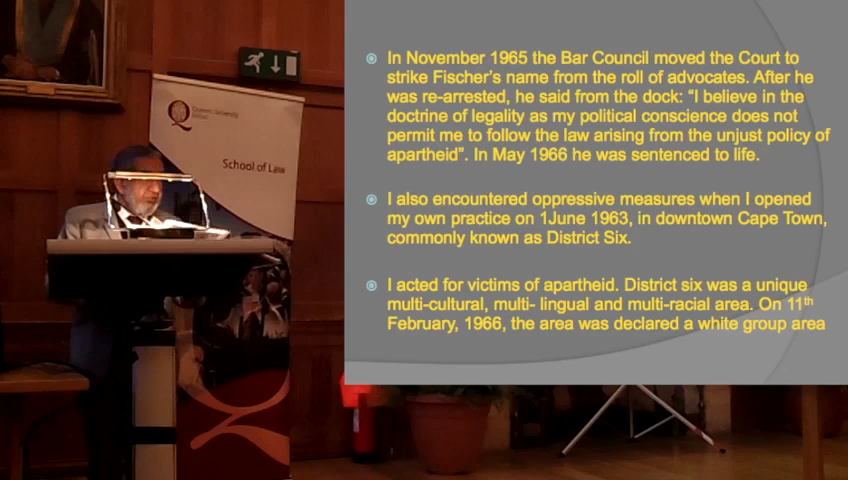 Queen's University
Belfast
School of Law
In November 1965 the Bar Council moved the Court to
strike Fischer's name from the roll of advocates. After he
was re-arrested, he said from the dock: “I believe in the
doctrine of legality as my political conscience does not
permit me to follow the law arising from the unjust policy of
apartheid”. In May 1966 he was sentenced to life.
I also encountered oppressive measures when I opened
my own practice on 1June 1963, in downtown Cape Town,
commonly known as District Six.
I acted for victims of apartheid. District six was a unique
multi-cultural, multi- lingual and multi-racial area. On 11th
February, 1966, the area was declared a white group area